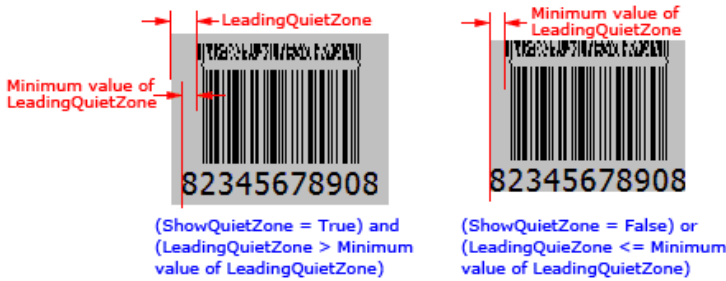 LeadingQuietZone
Minimum value of
LeadingQuietZone
82345678908
(ShowQuietZone = True) and
(LeadingQuietZone > Minimum
value of LeadingQuietZone)
Minimum value of
LeadingQuietZone
82345678908
(ShowQuietZone = False) or
(LeadingQuieZone <= Minimum
value of LeadingQuietZone)